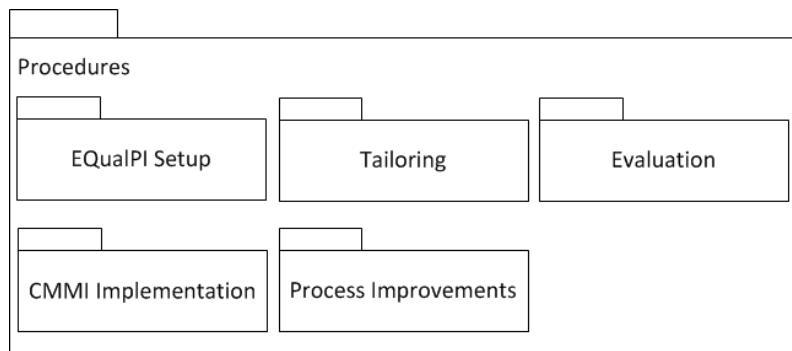 Procedures
EQualPI Setup
Tailoring
Evaluation
CMMI Implementation
Process Improvements